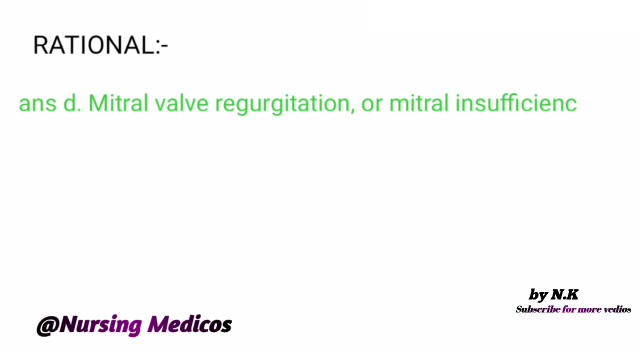 RATIONAL:-
ans d. Mitral valve regurgitation, or mitral insufficienc
by N.K
Subscribe for more vedios
@Nursing Medicos